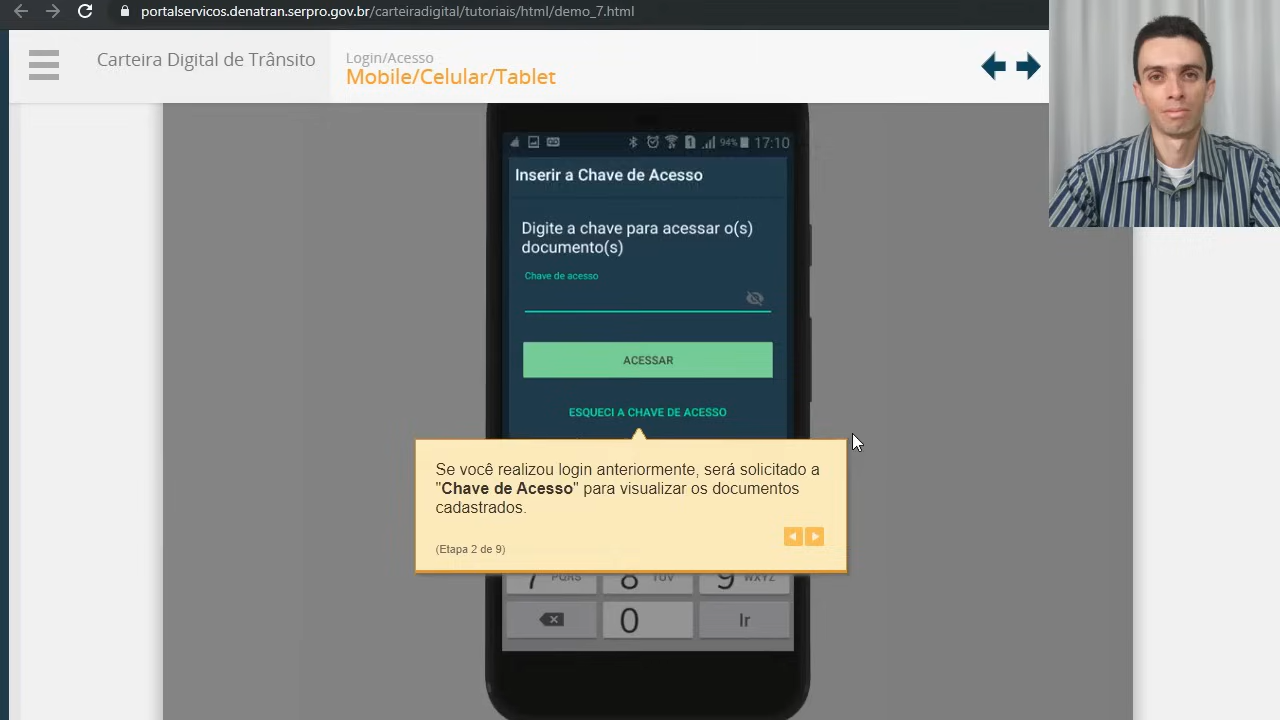 portalservicos.denatran.serpro.gov.br/carteiradigital/tutoriais/html/demo_7.html
Carteira Digital de Trânsito
Login/Acesso
Mobile/Celular/Tablet
94% 17:10
Inserir a Chave de Acesso
Digite a chave para acessar o(s)
documento(s)
Chave de acesso
ACESSAR
ESQUECI A CHAVE DE ACESSO
Se você realizou login anteriormente, será solicitado a
"Chave de Acesso" para visualizar os documentos
cadastrados.
(Etapa 2 de 9)
7 PQRS 8 TUV 9 WXYZ
0 Ir